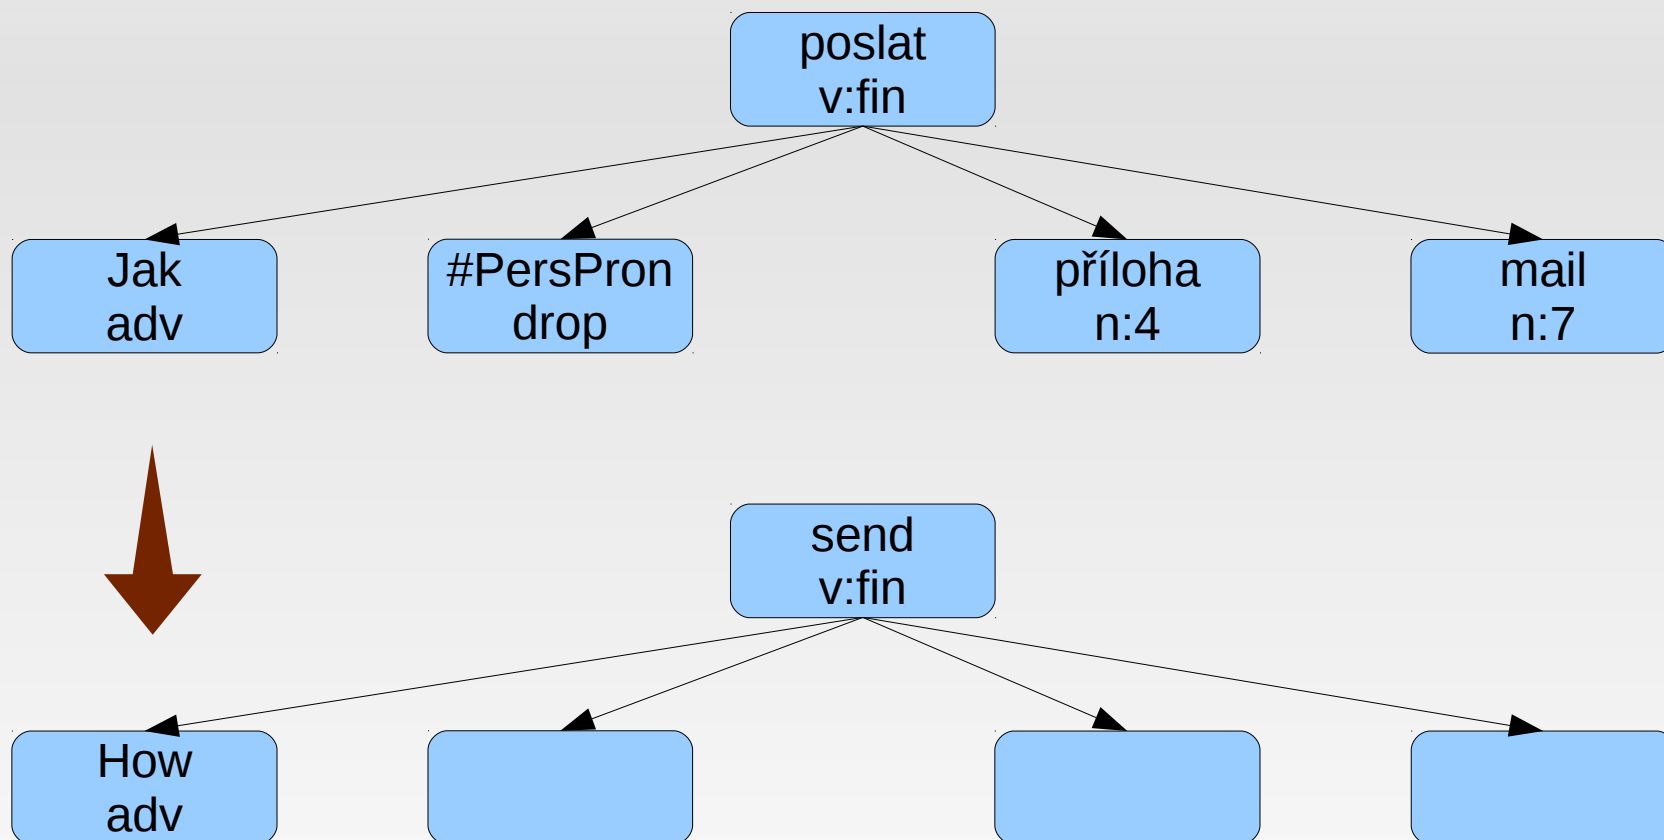 poslat
v:fin
Jak
adv
#PersPron
drop
příloha
n:4
mail
n:7
send
v:fin
How
adv